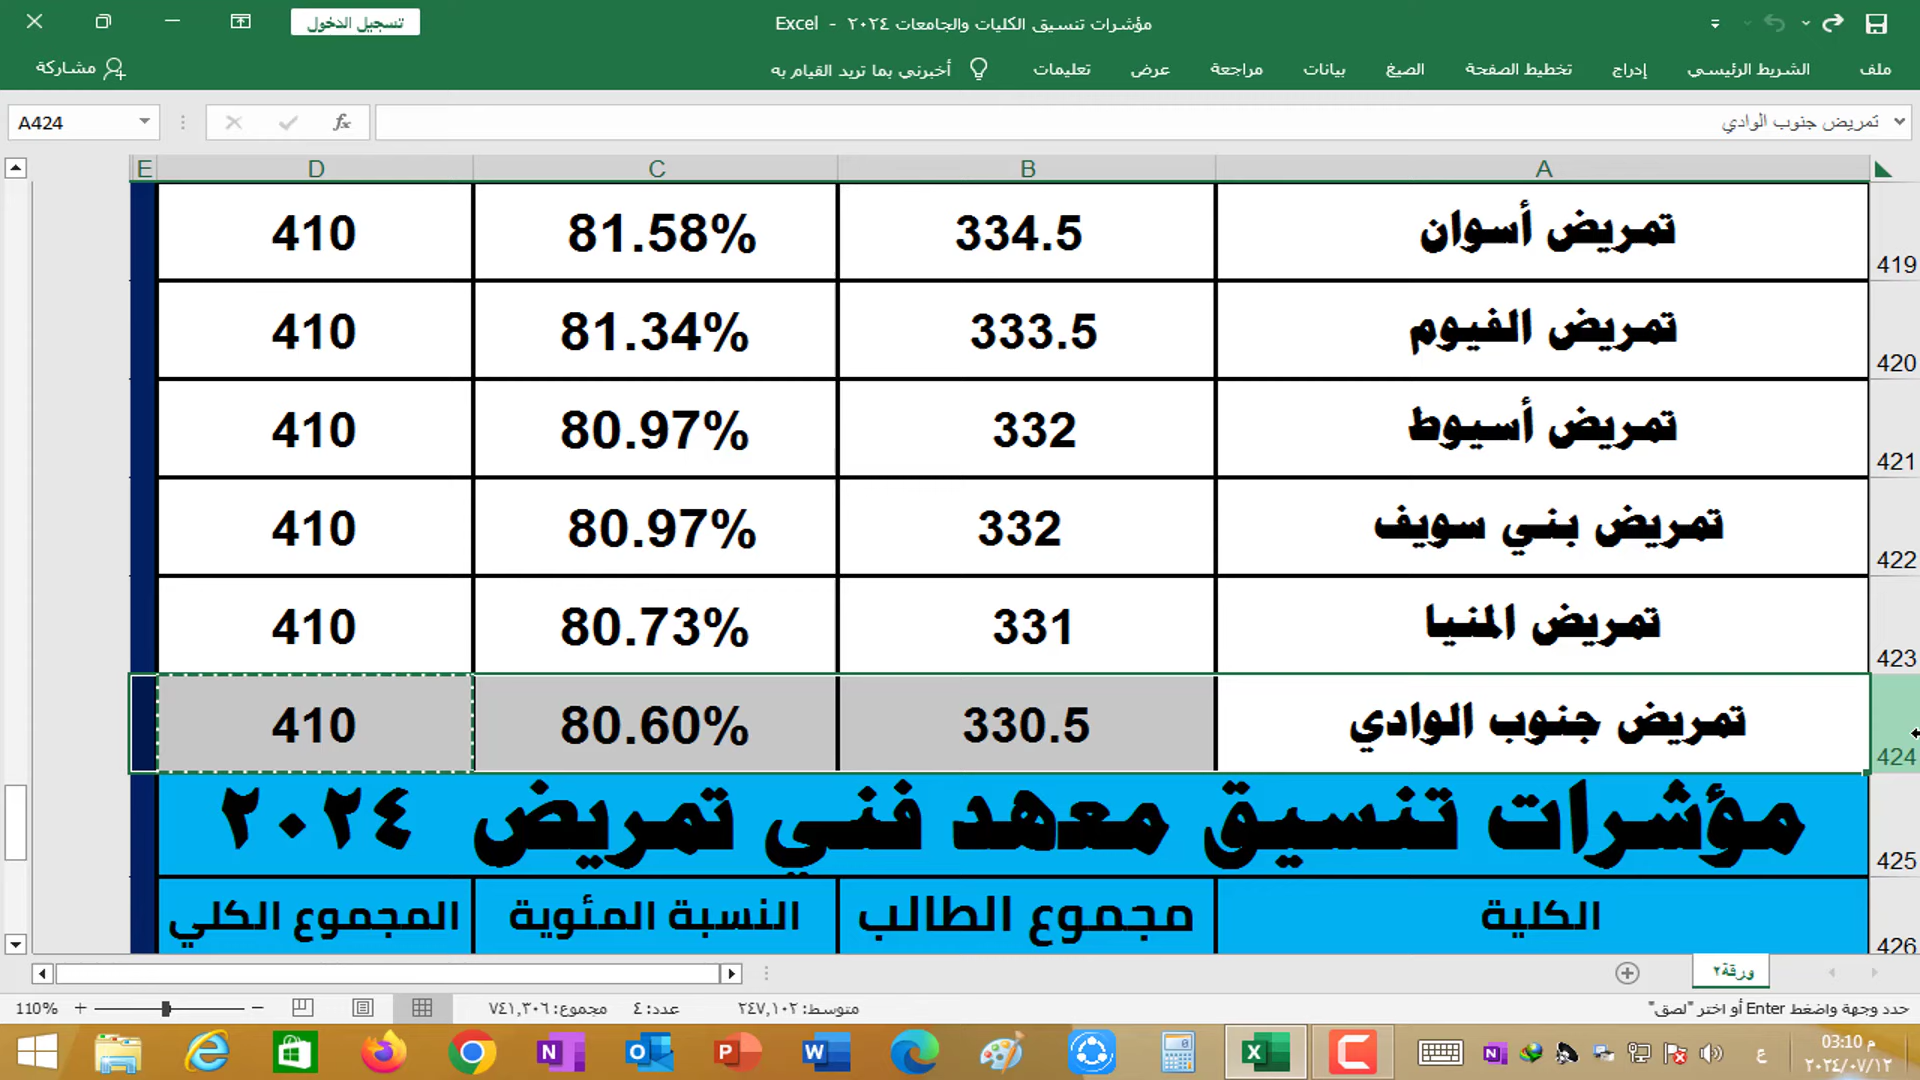 تسجيل الدخول
مؤشرات تنسيق الكليات والجامعات ٢٠٢٤ - Excel
ملف الشريط الرئيسي إدراج تخطيط الصفحة الصيغ بيانات مراجعة عرض تعليمات أخبرني بما تريد القيام به مشاركة
A424 fx تمريض جنوب الوادي
A B C D E
تمريض أسوان 334.5 81.58% 410 419
تمريض الفيوم 333.5 81.34% 410 420
تمريض أسيوط 332 80.97% 410 421
تمريض بني سويف 332 80.97% 410 422
تمريض المنيا 331 80.73% 410 423
تمريض جنوب الوادي 330.5 80.60% 410 424
مؤشرات تنسيق معهد فني تمريض ٢٠٢٤ 425
الكلية مجموع الطالب النسبة المئوية المجموع الكلي 426
ورقة٢
حدد وجهة واضغط Enter أو اختر "لصق" متوسط: ٢٤٧,١٠٢ عدد: ٤ مجموع: ٧٤١,٣٠٦ 110%
03:10 م
ع
٢٠٢٤/٠٧/١٢